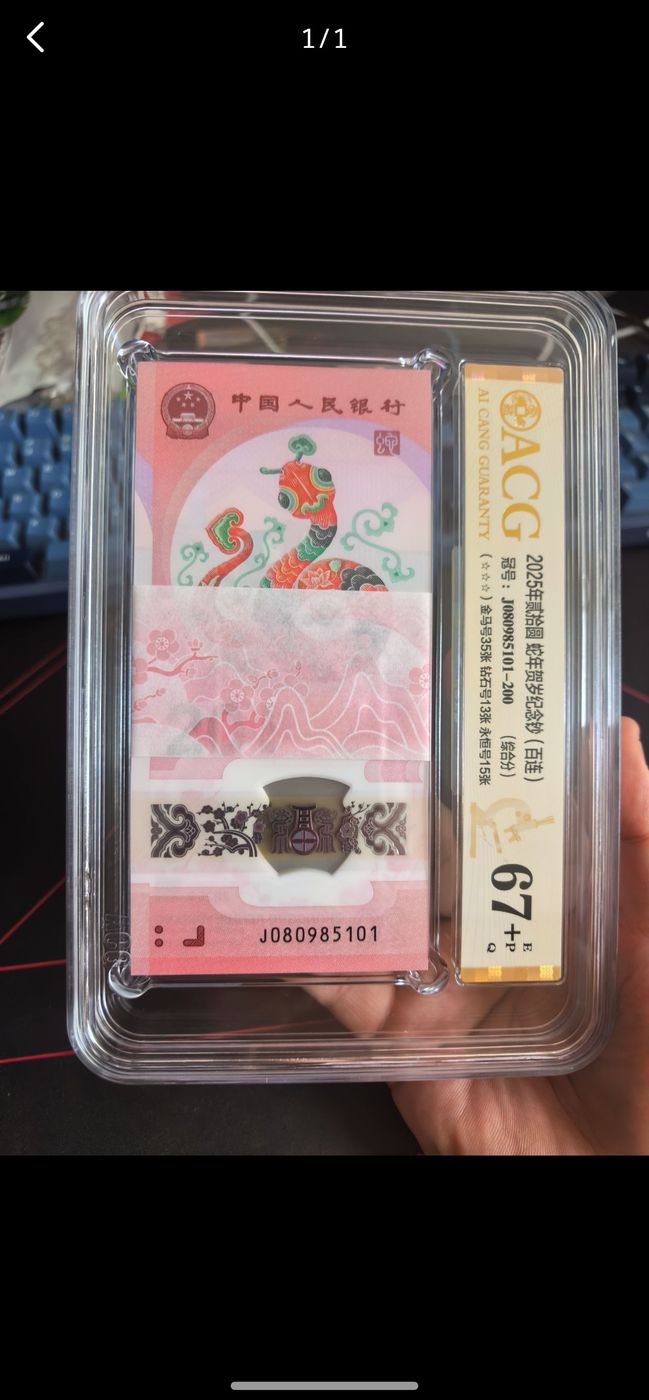 1/1
中国人民银行
J080985101
ACG
AI CANG GUARANTY
2025年贰拾圆 蛇年贺岁纪念钞（百连）
冠号：J080985101-200 （综合分）
（☆☆☆）金马号35张 钻石号13张 永恒号15张
67+
E
P
Q